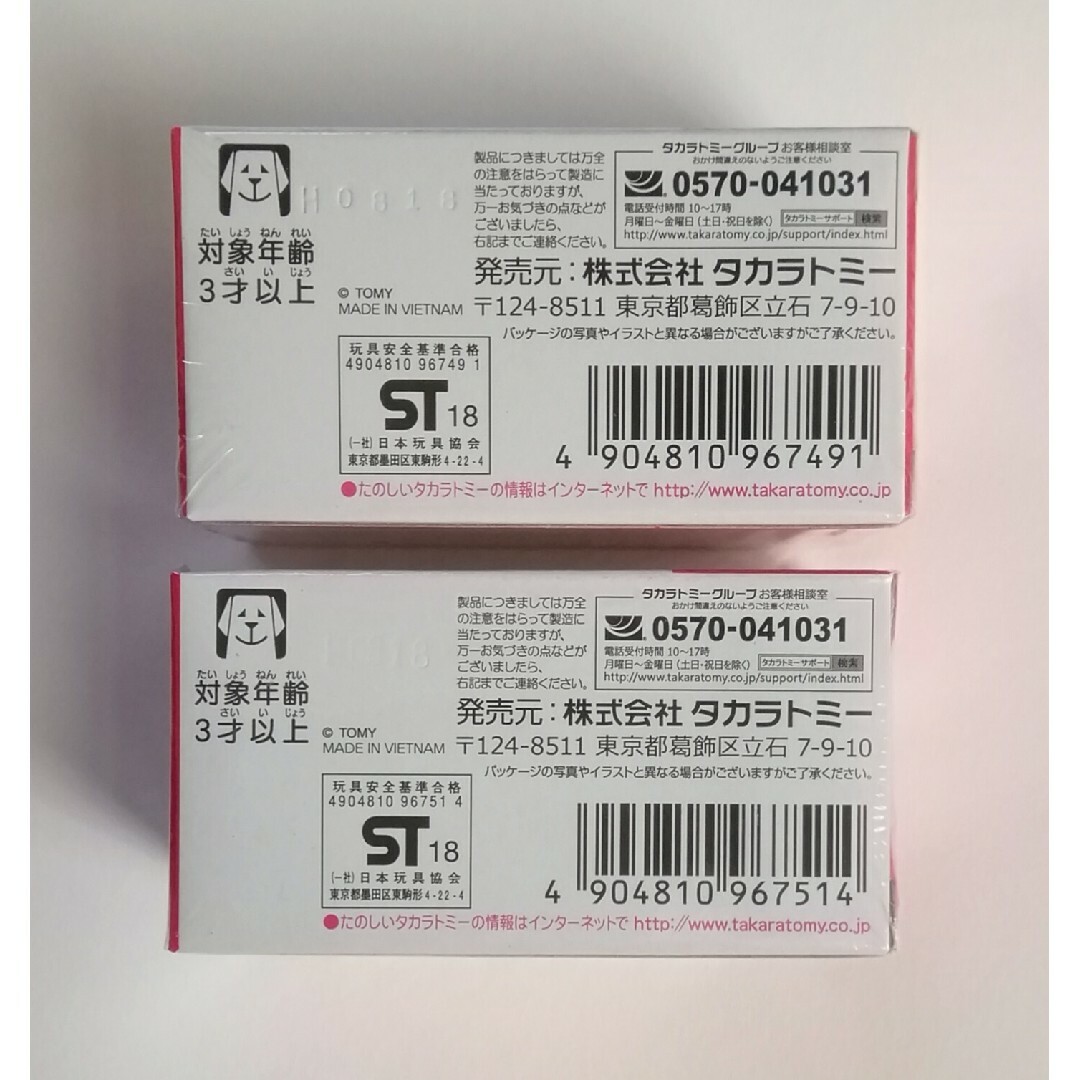 たい しょう ねん れい
対象年齢
さい い じょう
3才以上
H0818
© TOMY
MADE IN VIETNAM
製品につきましては万全
の注意をはらって製造に
当たっておりますが、
万一お気づきの点などが
ございましたら、
右記までご連絡ください。
タカラトミーグループ お客様相談室
おかけ間違えのないようご注意ください
0570-041031
電話受付時間 10〜17時
月曜日〜金曜日 (土日・祝日を除く) タカラトミーサポート 検索
http://www.takaratomy.co.jp/support/index.html
発売元:株式会社 タカラトミー
〒124-8511 東京都葛飾区立石 7-9-10
パッケージの写真やイラストと異なる場合がございますがご了承ください。
玩具安全基準合格
4904810 96749 1
ST 18
(一社) 日本玩具協会
東京都墨田区東駒形 4-22-4
4 904810 967491
●たのしいタカラトミーの情報はインターネットで http://www.takaratomy.co.jp
たい しょう ねん れい
対象年齢
さい い じょう
3才以上
© TOMY
MADE IN VIETNAM
製品につきましては万全
の注意をはらって製造に
当たっておりますが、
万一お気づきの点などが
ございましたら、
右記までご連絡ください。
タカラトミーグループ お客様相談室
おかけ間違えのないようご注意ください
0570-041031
電話受付時間 10〜17時
月曜日〜金曜日 (土日・祝日を除く) タカラトミーサポート 検索
http://www.takaratomy.co.jp/support/index.html
発売元:株式会社 タカラトミー
〒124-8511 東京都葛飾区立石 7-9-10
パッケージの写真やイラストと異なる場合がございますがご了承ください。
玩具安全基準合格
4904810 96751 4
ST 18
(一社) 日本玩具協会
東京都墨田区東駒形 4-22-4
4 904810 967514
●たのしいタカラトミーの情報はインターネットで http://www.takaratomy.co.jp